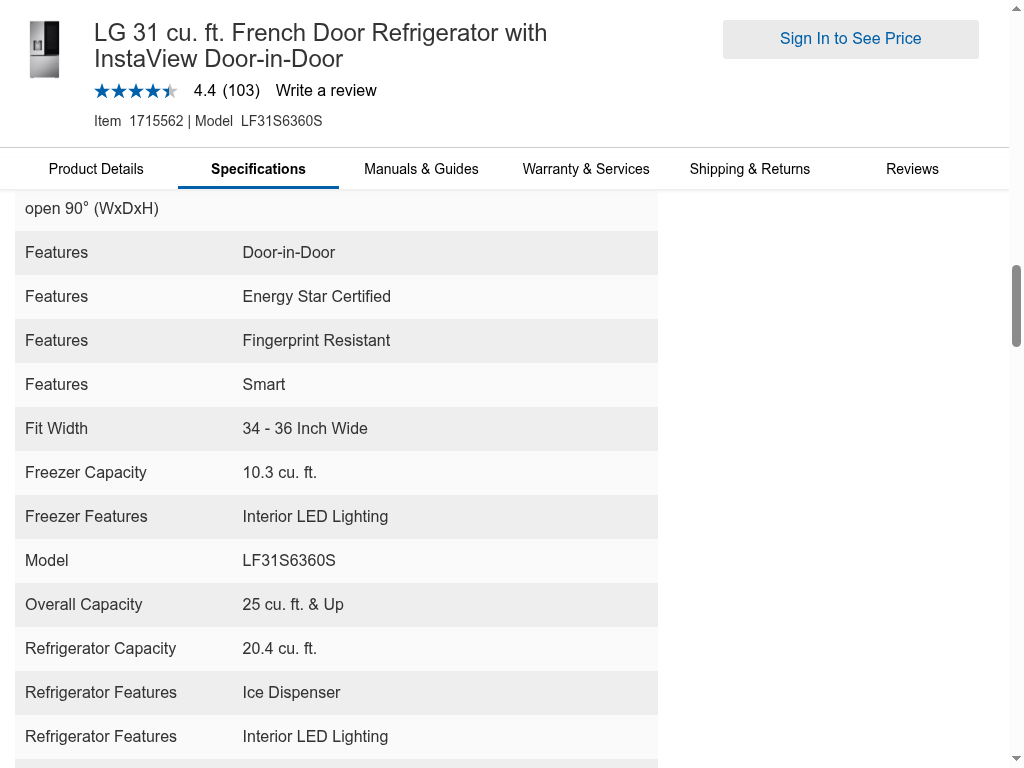 LG 31 cu. ft. French Door Refrigerator with
InstaView Door-in-Door
4.4 (103) Write a review
Item 1715562 | Model LF31S6360S
Sign In to See Price
Product Details Specifications Manuals & Guides Warranty & Services Shipping & Returns Reviews
open 90° (WxDxH)
Features Door-in-Door
Features Energy Star Certified
Features Fingerprint Resistant
Features Smart
Fit Width 34 - 36 Inch Wide
Freezer Capacity 10.3 cu. ft.
Freezer Features Interior LED Lighting
Model LF31S6360S
Overall Capacity 25 cu. ft. & Up
Refrigerator Capacity 20.4 cu. ft.
Refrigerator Features Ice Dispenser
Refrigerator Features Interior LED Lighting